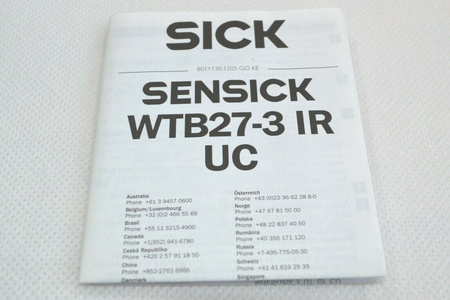 SICK
8011130.1205 GO KE
SENSICK
WTB27-3 IR
UC
Australia
Phone +61 3 9457 0600
Belgium/Luxembourg
Phone +32 (0)2 466 55 66
Brasil
Phone +55 11 3215-4900
Canada
Phone +1(952) 941-6780
Ceská Republika
Phone +420 2 57 91 18 50
China
Phone +852-2763 6966
Danmark
Österreich
Phone +43 (0)22 36 62 28 8-0
Norge
Phone +47 67 81 50 00
Polska
Phone +48 22 837 40 50
România
Phone +40 356 171 120
Russia
Phone +7-495-775-05-30
Schweiz
Phone +41 41 619 29 39
Singapore